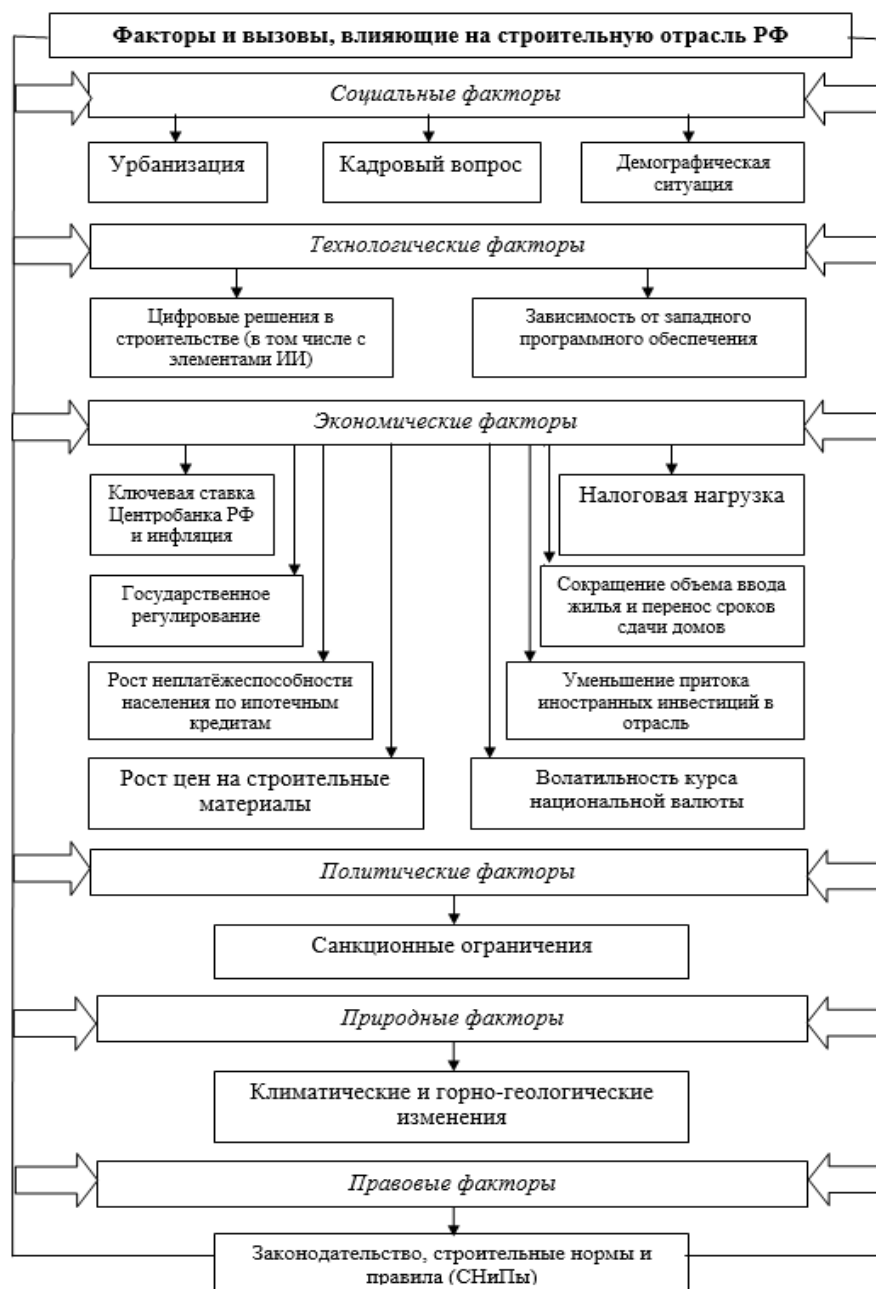 Факторы и вызовы, влияющие на строительную отрасль РФ
Социальные факторы
Урбанизация
Кадровый вопрос
Демографическая
ситуация
Технологические факторы
Цифровые решения в
строительстве (в том числе с
элементами ИИ)
Зависимость от западного
программного обеспечения
Экономические факторы
Ключевая ставка
Центробанка РФ
и инфляция
Налоговая нагрузка
Государственное
регулирование
Сокращение объема ввода
жилья и перенос сроков
сдачи домов
Рост неплатёжеспособности
населения по ипотечным
кредитам
Уменьшение притока
иностранных инвестиций в
отрасль
Рост цен на строительные
материалы
Волатильность курса
национальной валюты
Политические факторы
Санкционные ограничения
Природные факторы
Климатические и горно-геологические
изменения
Правовые факторы
Законодательство, строительные нормы и
правила (СНиПы)